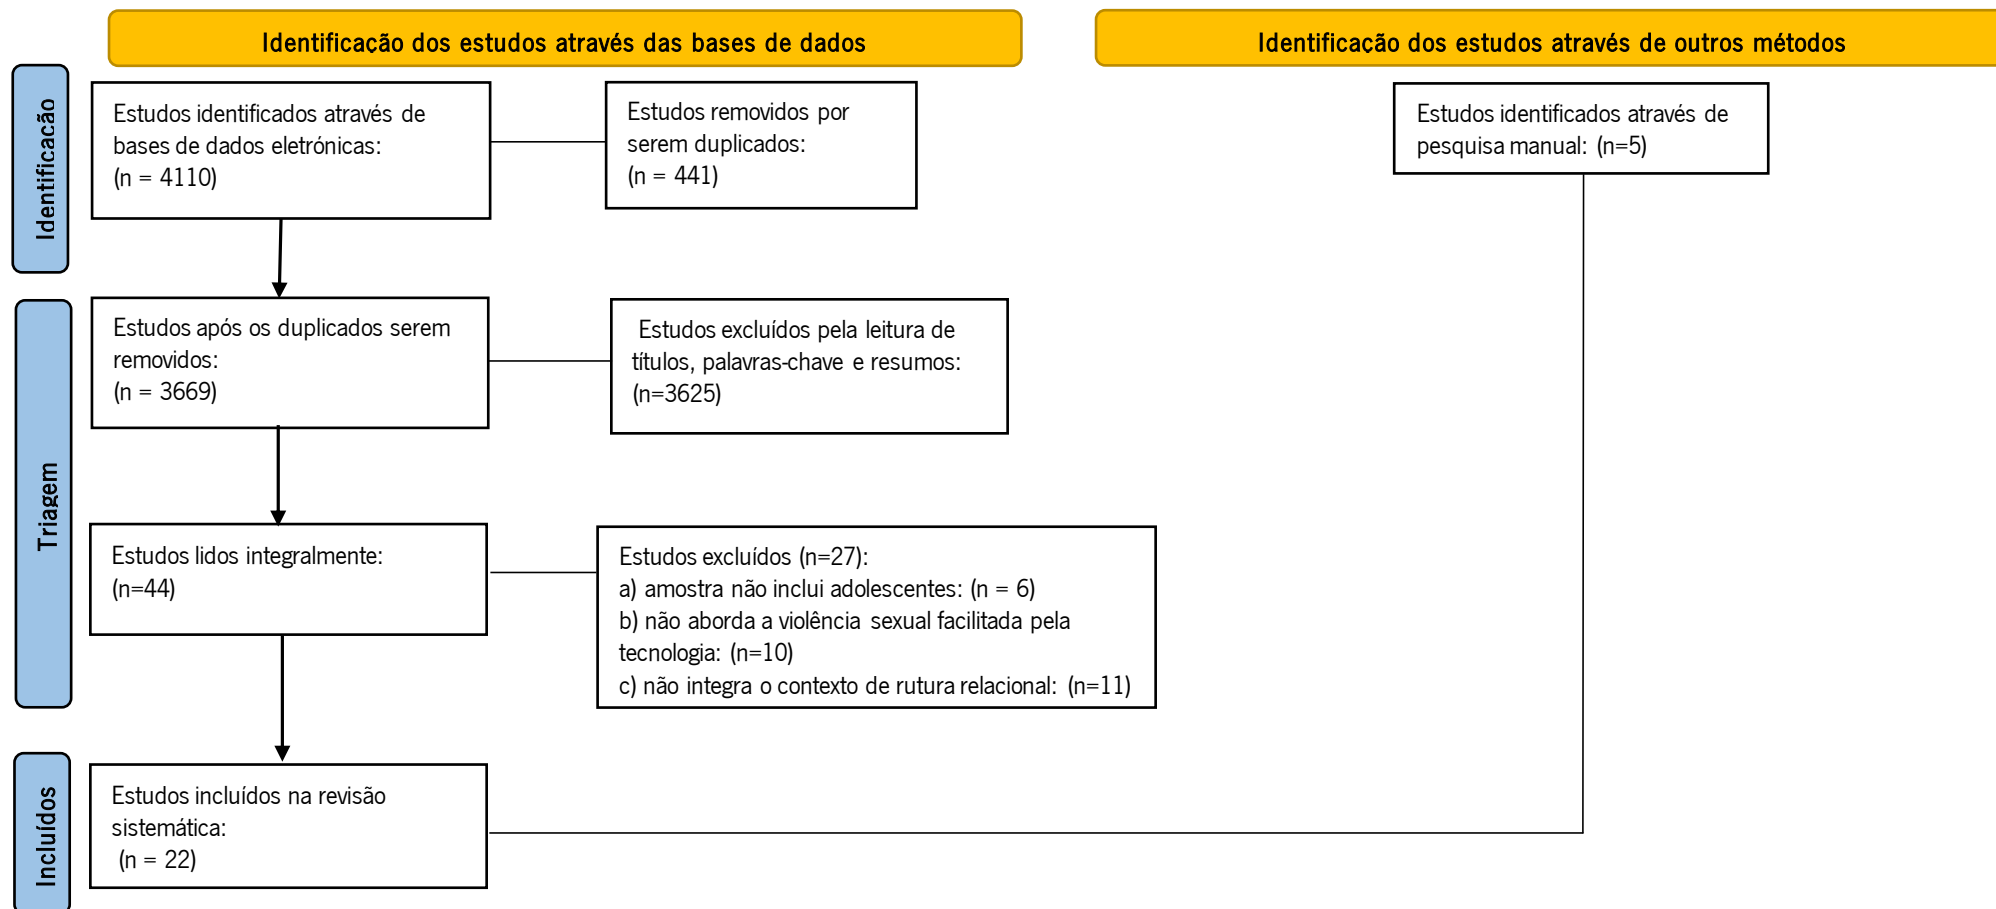 Identificação dos estudos através das bases de dados
Identificação dos estudos através de outros métodos
Identificação
Estudos identificados através de
bases de dados eletrónicas:
(n = 4110)
Estudos removidos por
serem duplicados:
(n = 441)
Estudos identificados através de
pesquisa manual: (n=5)
Triagem
Estudos após os duplicados serem
removidos:
(n = 3669)
Estudos excluídos pela leitura de
títulos, palavras-chave e resumos:
(n=3625)
Estudos lidos integralmente:
(n=44)
Estudos excluídos (n=27):
a) amostra não inclui adolescentes: (n = 6)
b) não aborda a violência sexual facilitada pela
tecnologia: (n=10)
c) não integra o contexto de rutura relacional: (n=11)
Incluídos
Estudos incluídos na revisão
sistemática:
(n = 22)